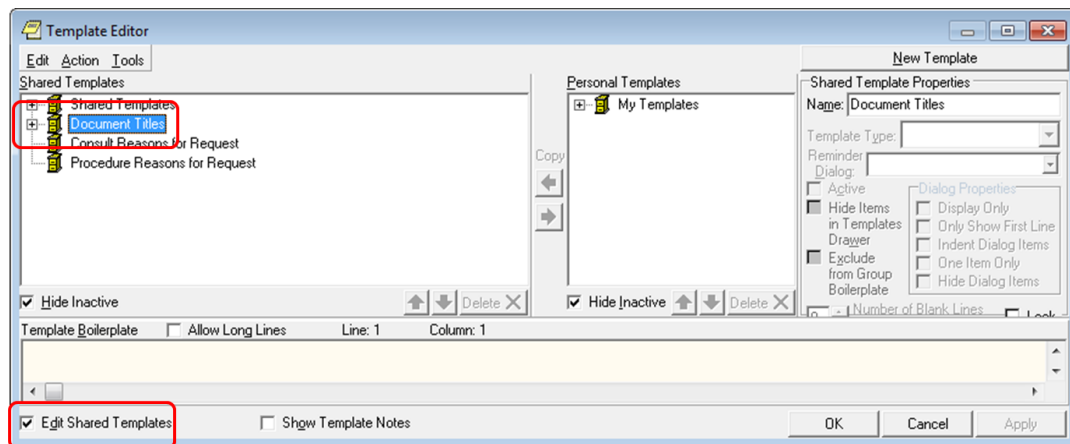 Template Editor
Edit Action Tools
New Template
Shared Templates
Shared Templates
Document Titles
Consult Reasons for Request
Procedure Reasons for Request
Hide Inactive
Delete
Copy
Personal Templates
My Templates
Hide Inactive
Delete
Shared Template Properties
Name: Document Titles
Template Type:
Reminder
Dialog:
Active
Hide Items
in Templates
Drawer
Exclude
from Group
Boilerplate
Dialog Properties
Display Only
Only Show First Line
Indent Dialog Items
One Item Only
Hide Dialog Items
0 Number of Blank Lines Lock
Template Boilerplate Allow Long Lines Line: 1 Column: 1
Edit Shared Templates Show Template Notes OK Cancel Apply